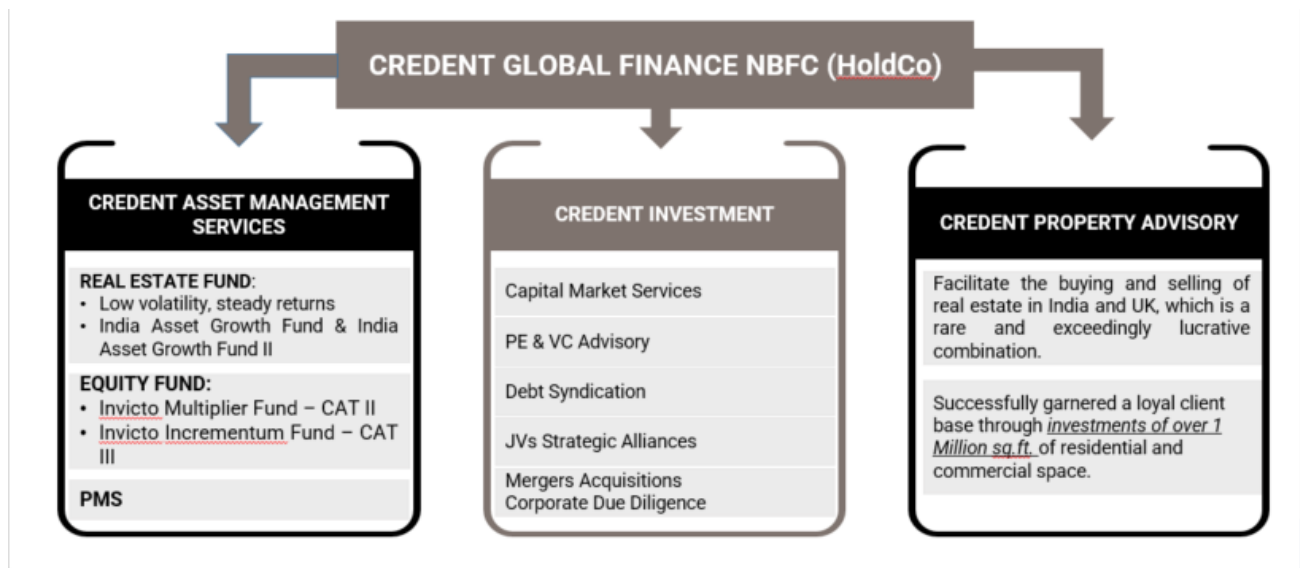 CREDENT GLOBAL FINANCE NBFC (HoldCo)
CREDENT ASSET MANAGEMENT
SERVICES
REAL ESTATE FUND:
• Low volatility, steady returns
• India Asset Growth Fund & India
Asset Growth Fund II
EQUITY FUND:
• Invicto Multiplier Fund – CAT II
• Invicto Incrementum Fund – CAT
III
PMS
CREDENT INVESTMENT
Capital Market Services
PE & VC Advisory
Debt Syndication
JVs Strategic Alliances
Mergers Acquisitions
Corporate Due Diligence
CREDENT PROPERTY ADVISORY
Facilitate the buying and selling of
real estate in India and UK, which is a
rare and exceedingly lucrative
combination.
Successfully garnered a loyal client
base through investments of over 1
Million sq.ft. of residential and
commercial space.